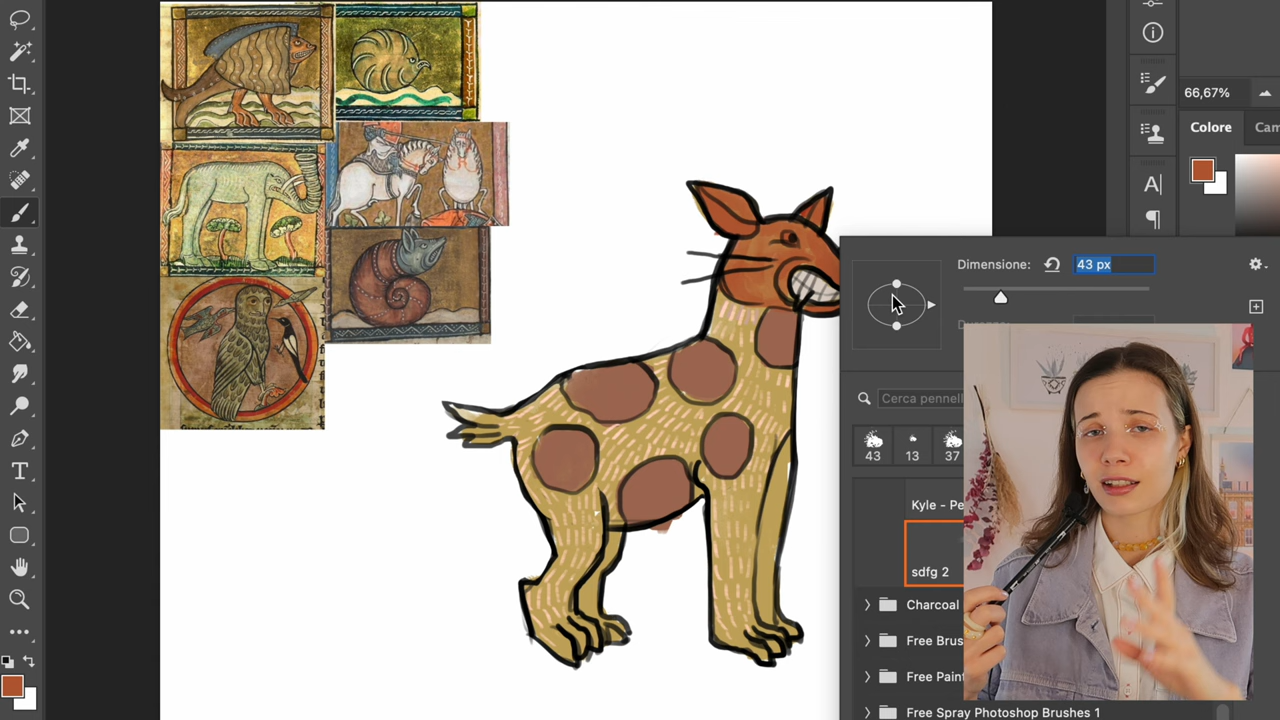 66,67%
Colore
Cam
A|
T
Dimensione:
43 px
Cerca pennell
43
13
37
Kyle - Pe
sdfg 2
Charcoal
Free Brus
Free Paint
Free Spray Photoshop Brushes 1